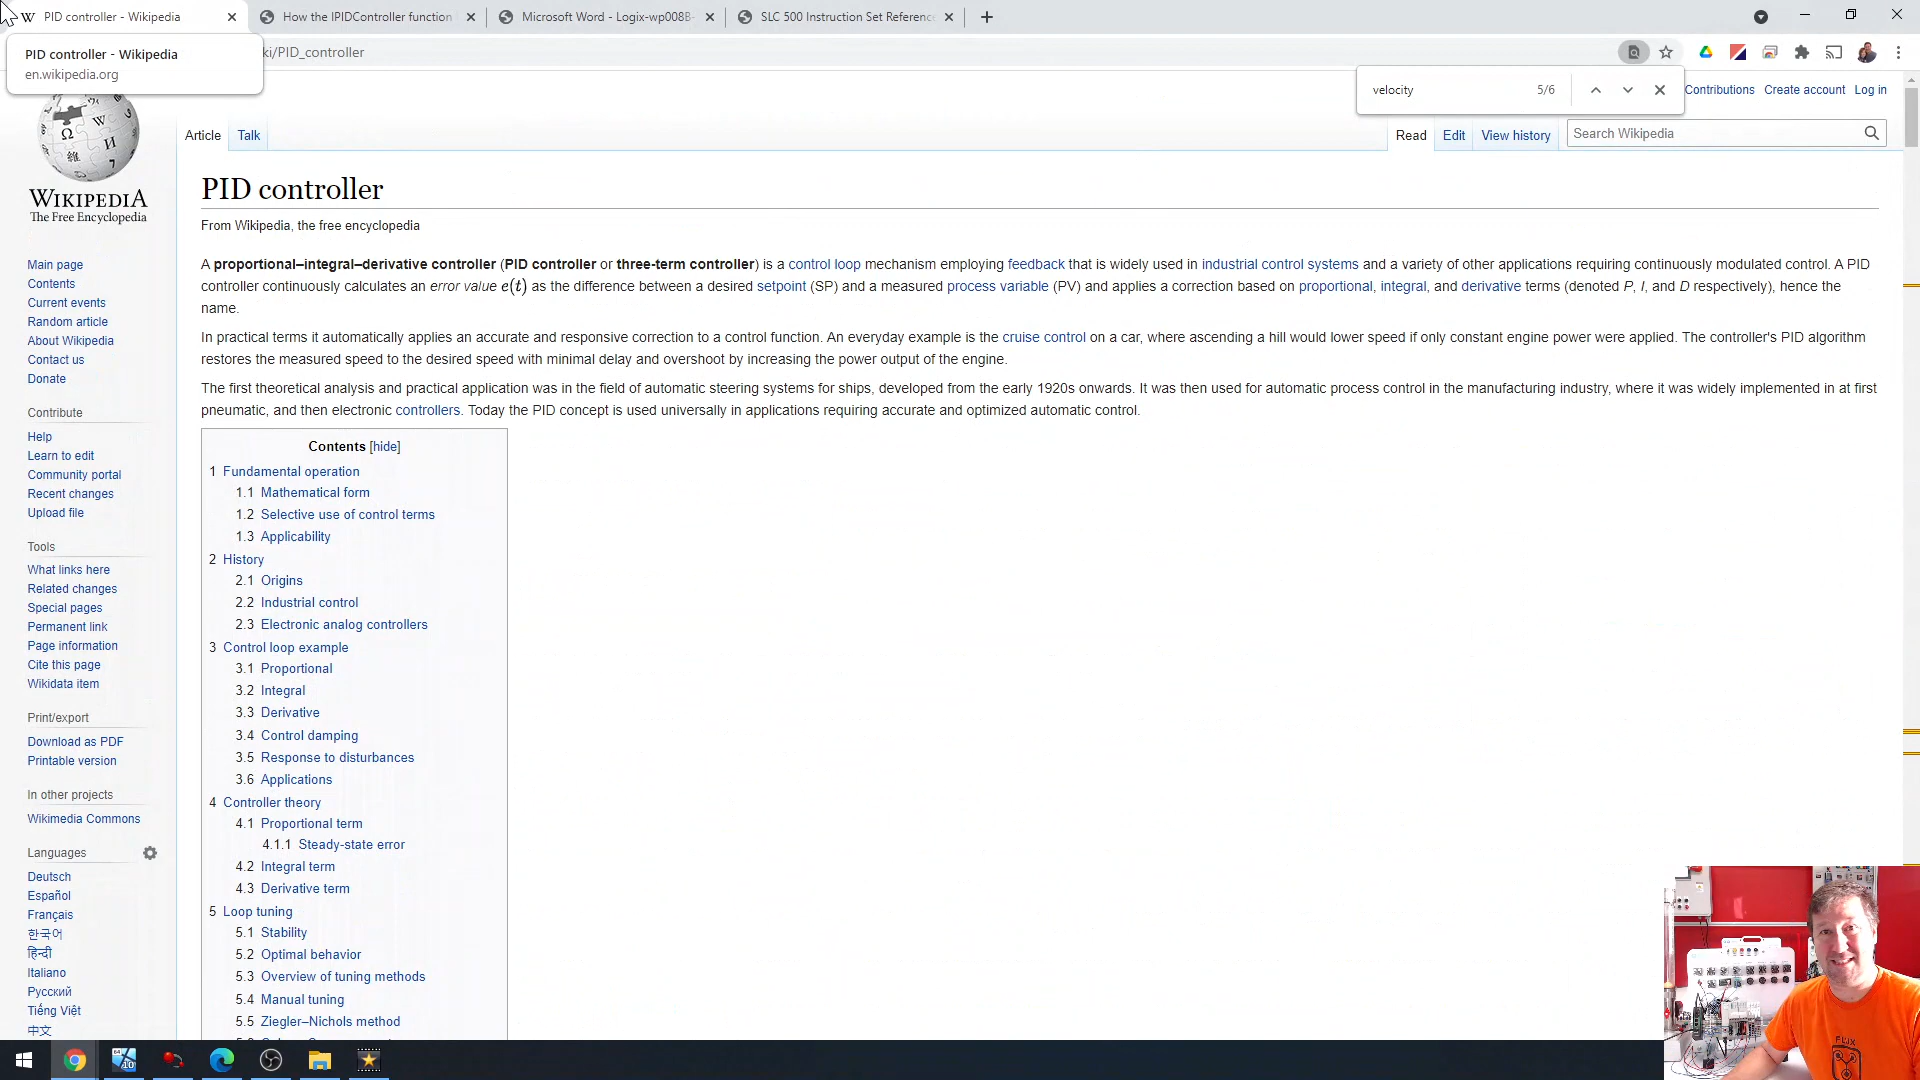 PID controller - Wikipedia
How the IPIDController function
Microsoft Word - Logix-wp008B-
SLC 500 Instruction Set Reference
PID controller - Wikipedia
en.wikipedia.org
ki/PID_controller
velocity 5/6
Contributions Create account Log in
Article Talk
Read Edit View history Search Wikipedia
WIKIPEDIA
The Free Encyclopedia
Main page
Contents
Current events
Random article
About Wikipedia
Contact us
Donate
Contribute
Help
Learn to edit
Community portal
Recent changes
Upload file
Tools
What links here
Related changes
Special pages
Permanent link
Page information
Cite this page
Wikidata item
Print/export
Download as PDF
Printable version
In other projects
Wikimedia Commons
Languages
Deutsch
Español
Français
한국어
हिन्दी
Italiano
Русский
Tiếng Việt
中文
PID controller
From Wikipedia, the free encyclopedia
A proportional–integral–derivative controller (PID controller or three-term controller) is a control loop mechanism employing feedback that is widely used in industrial control systems and a variety of other applications requiring continuously modulated control. A PID
controller continuously calculates an error value e(t) as the difference between a desired setpoint (SP) and a measured process variable (PV) and applies a correction based on proportional, integral, and derivative terms (denoted P, I, and D respectively), hence the
name.
In practical terms it automatically applies an accurate and responsive correction to a control function. An everyday example is the cruise control on a car, where ascending a hill would lower speed if only constant engine power were applied. The controller's PID algorithm
restores the measured speed to the desired speed with minimal delay and overshoot by increasing the power output of the engine.
The first theoretical analysis and practical application was in the field of automatic steering systems for ships, developed from the early 1920s onwards. It was then used for automatic process control in the manufacturing industry, where it was widely implemented in at first
pneumatic, and then electronic controllers. Today the PID concept is used universally in applications requiring accurate and optimized automatic control.
Contents [hide]
1 Fundamental operation
1.1 Mathematical form
1.2 Selective use of control terms
1.3 Applicability
2 History
2.1 Origins
2.2 Industrial control
2.3 Electronic analog controllers
3 Control loop example
3.1 Proportional
3.2 Integral
3.3 Derivative
3.4 Control damping
3.5 Response to disturbances
3.6 Applications
4 Controller theory
4.1 Proportional term
4.1.1 Steady-state error
4.2 Integral term
4.3 Derivative term
5 Loop tuning
5.1 Stability
5.2 Optimal behavior
5.3 Overview of tuning methods
5.4 Manual tuning
5.5 Ziegler–Nichols method
FLUX